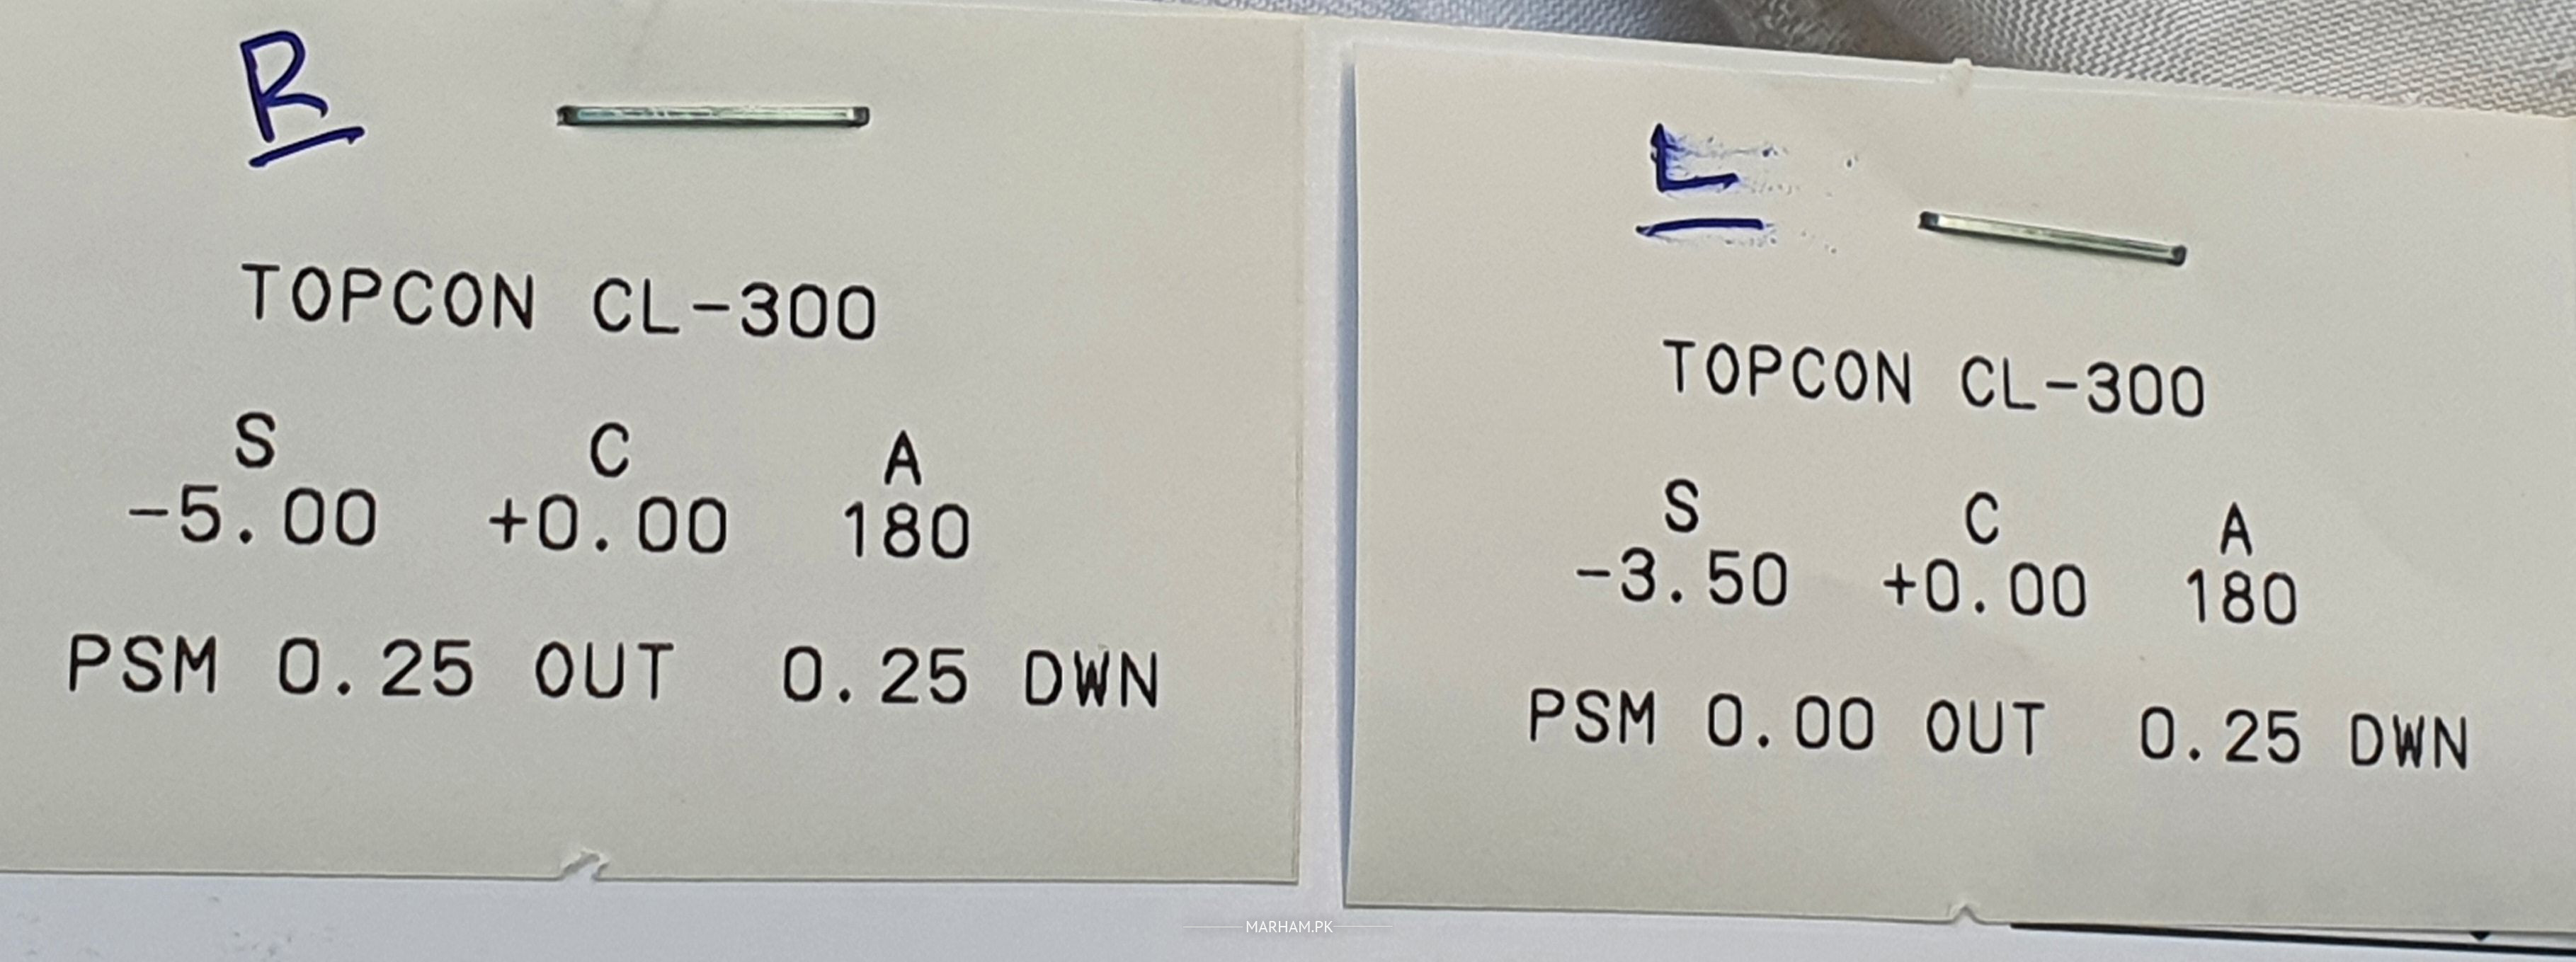 R
TOPCON CL-300
S C A
-5.00 +0.00 180
PSM 0.25 OUT 0.25 DWN
L
TOPCON CL-300
S C A
-3.50 +0.00 180
PSM 0.00 OUT 0.25 DWN
MARHAM.PK